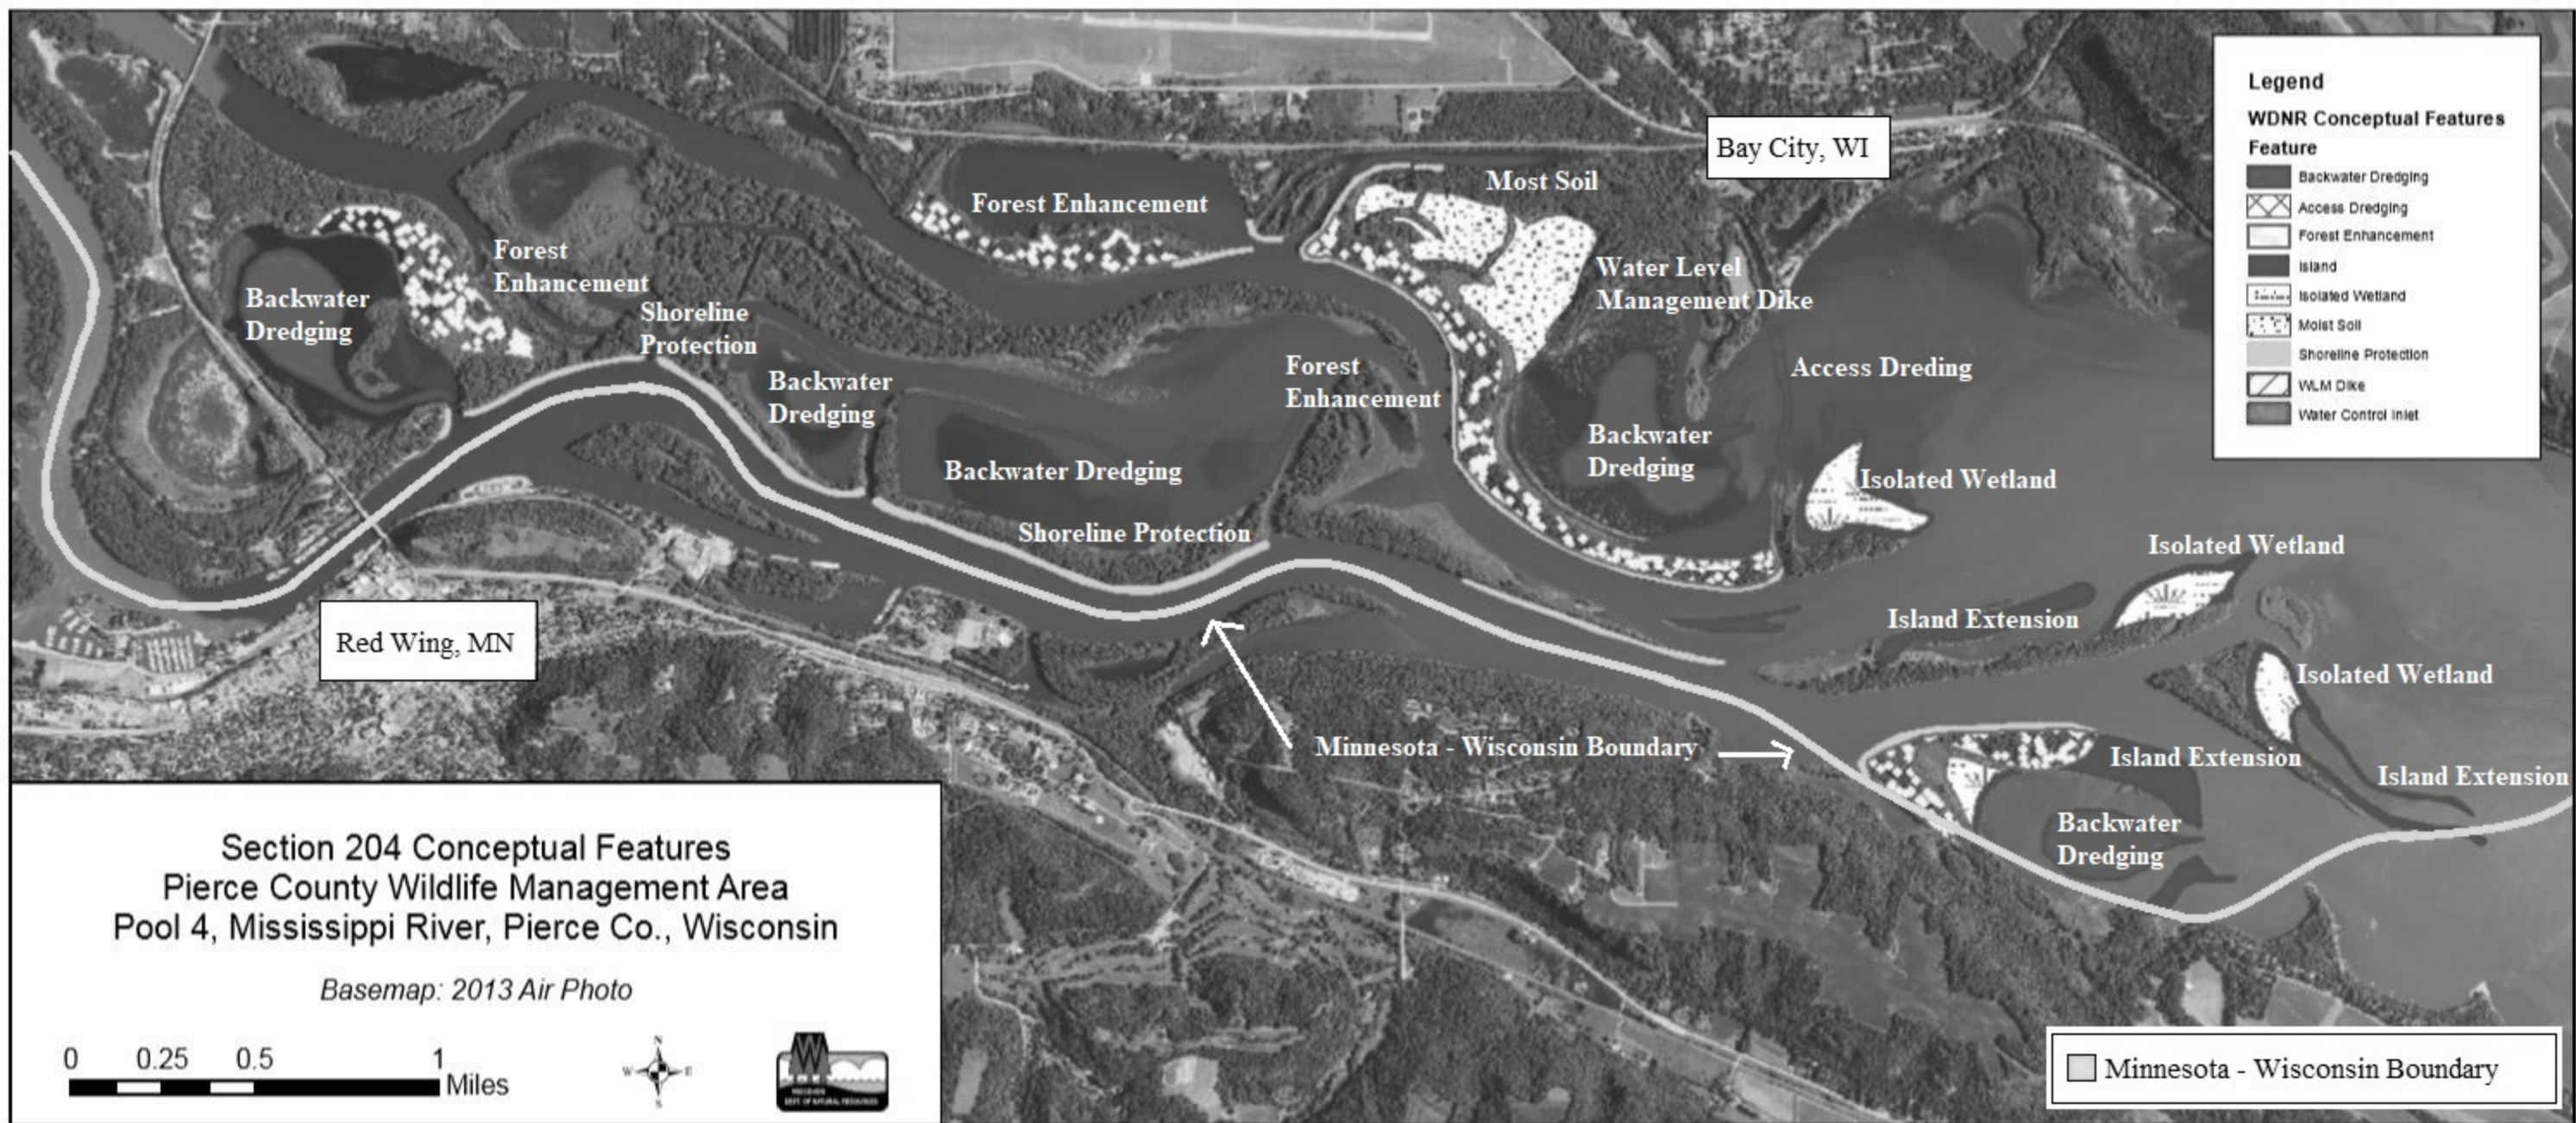 Legend
WDNR Conceptual Features
Feature
Backwater Dredging
Access Dredging
Forest Enhancement
Island
Isolated Wetland
Moist Soil
Shoreline Protection
WLM Dike
Water Control Inlet
Bay City, WI
Most Soil
Forest Enhancement
Forest
Enhancement
Backwater
Dredging
Shoreline
Protection
Water Level
Management Dike
Backwater
Dredging
Forest
Enhancement
Access Dreding
Backwater
Dredging
Backwater Dredging
Isolated Wetland
Shoreline Protection
Isolated Wetland
Island Extension
Red Wing, MN
Isolated Wetland
Minnesota - Wisconsin Boundary
Island Extension
Island Extension
Backwater
Dredging
Section 204 Conceptual Features
Pierce County Wildlife Management Area
Pool 4, Mississippi River, Pierce Co., Wisconsin
Basemap: 2013 Air Photo
0 0.25 0.5 1
Miles
N
W E
S
W
WISCONSIN
DEPT. OF NATURAL RESOURCES
Minnesota - Wisconsin Boundary